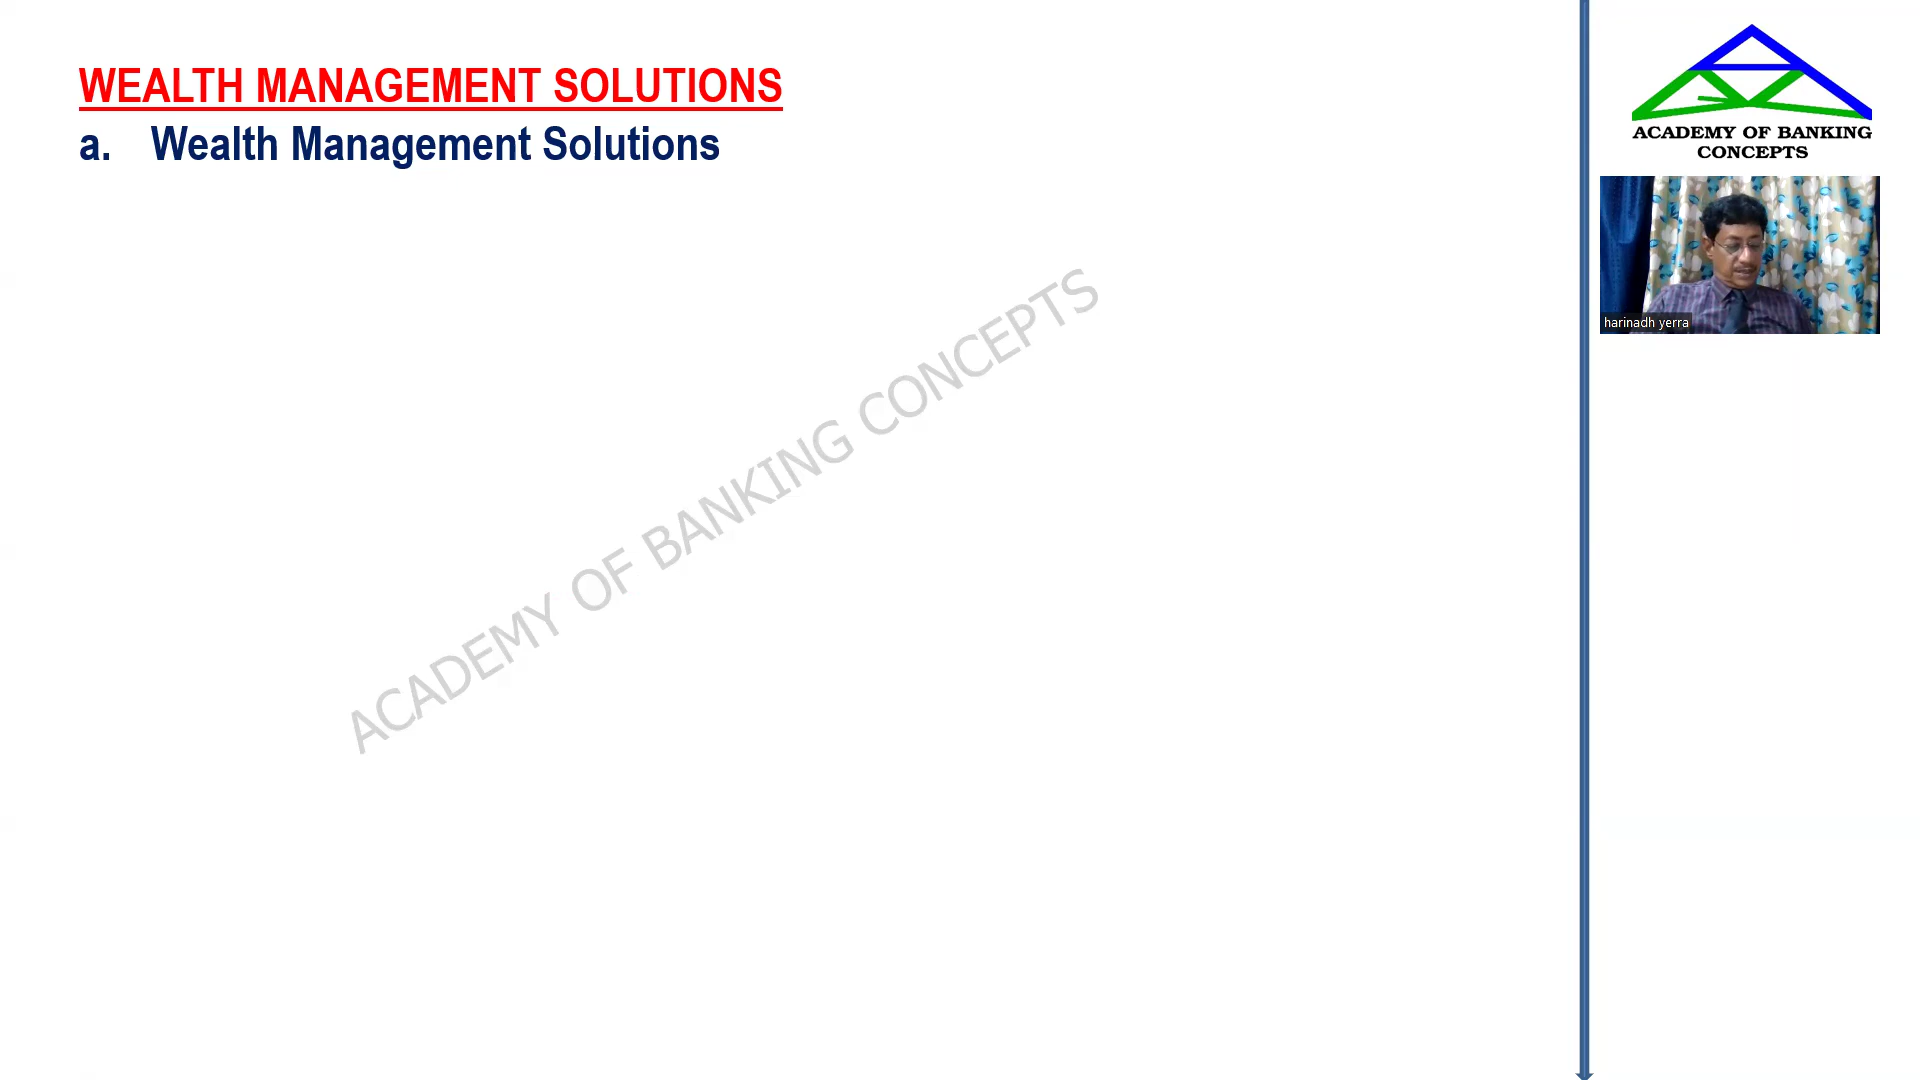 WEALTH MANAGEMENT SOLUTIONS
a. Wealth Management Solutions
ACADEMY OF BANKING CONCEPTS
ACADEMY OF BANKING
CONCEPTS
harinadh yerra